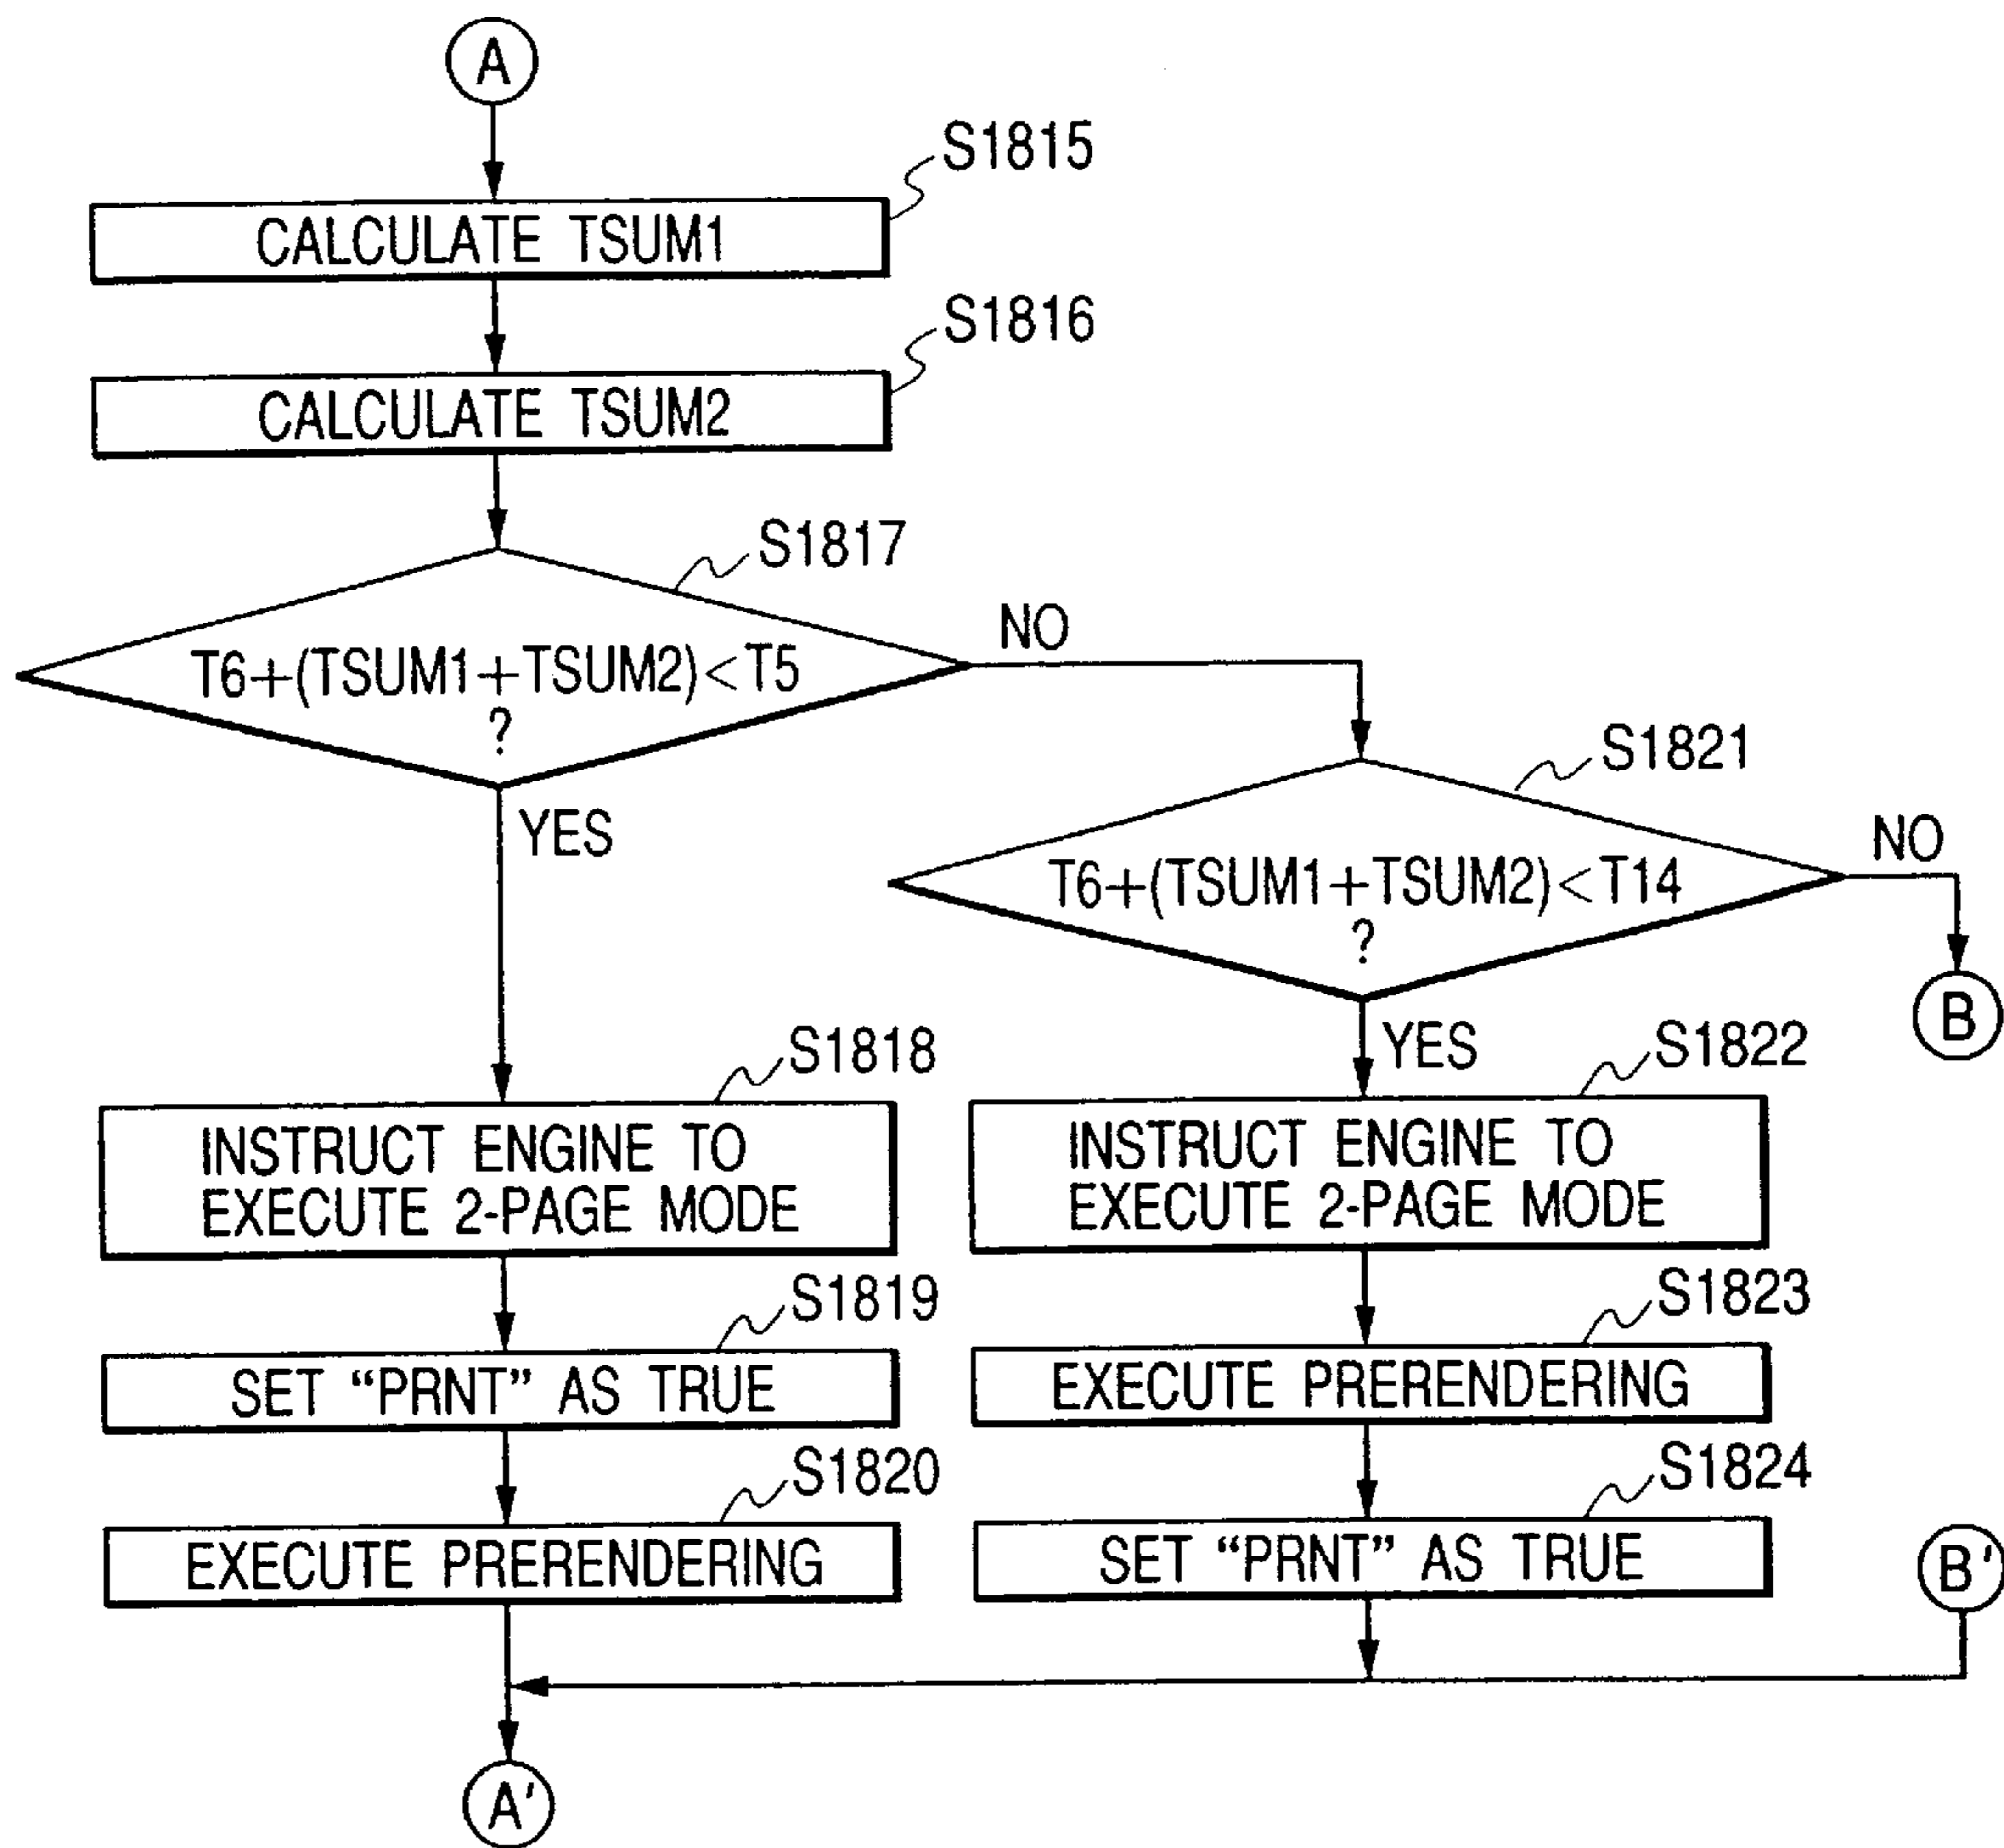 A
S1815
CALCULATE TSUM1
S1816
CALCULATE TSUM2
S1817
T6+(TSUM1+TSUM2)<T5
?
NO
YES
S1821
T6+(TSUM1+TSUM2)<T14
?
NO
B
YES
S1818
INSTRUCT ENGINE TO
EXECUTE 2-PAGE MODE
S1822
INSTRUCT ENGINE TO
EXECUTE 2-PAGE MODE
S1819
SET “PRNT” AS TRUE
S1823
EXECUTE PRERENDERING
S1820
EXECUTE PRERENDERING
S1824
SET “PRNT” AS TRUE
B'
A'